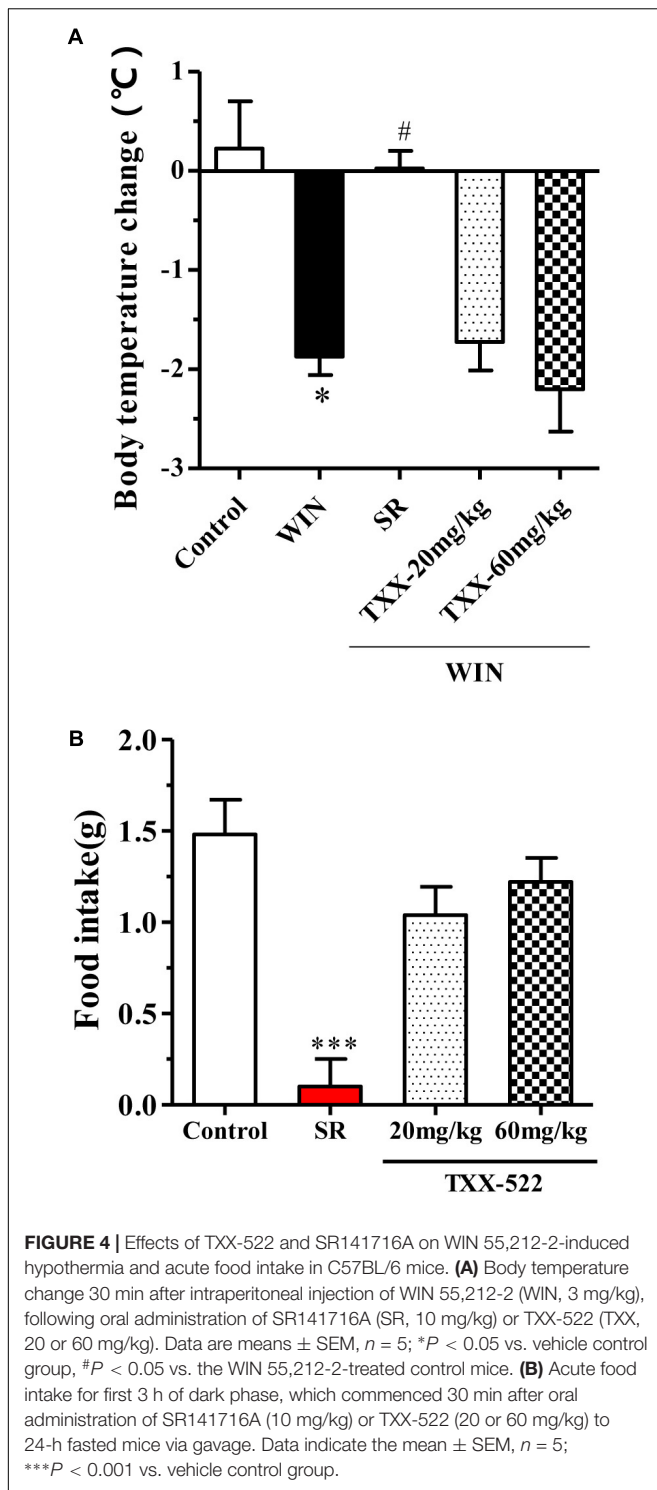 A
Body temperature change (℃)
1
0
-1
-2
-3
#
*
Control
WIN
SR
TXX-20mg/kg
TXX-60mg/kg
WIN
B
Food intake(g)
2.0
1.5
1.0
0.5
0.0
***
Control SR 20mg/kg 60mg/kg
TXX-522
FIGURE 4 | Effects of TXX-522 and SR141716A on WIN 55,212-2-induced
hypothermia and acute food intake in C57BL/6 mice. (A) Body temperature
change 30 min after intraperitoneal injection of WIN 55,212-2 (WIN, 3 mg/kg),
following oral administration of SR141716A (SR, 10 mg/kg) or TXX-522 (TXX,
20 or 60 mg/kg). Data are means ± SEM, n = 5; *P < 0.05 vs. vehicle control
group, #P < 0.05 vs. the WIN 55,212-2-treated control mice. (B) Acute food
intake for first 3 h of dark phase, which commenced 30 min after oral
administration of SR141716A (10 mg/kg) or TXX-522 (20 or 60 mg/kg) to
24-h fasted mice via gavage. Data indicate the mean ± SEM, n = 5;
***P < 0.001 vs. vehicle control group.